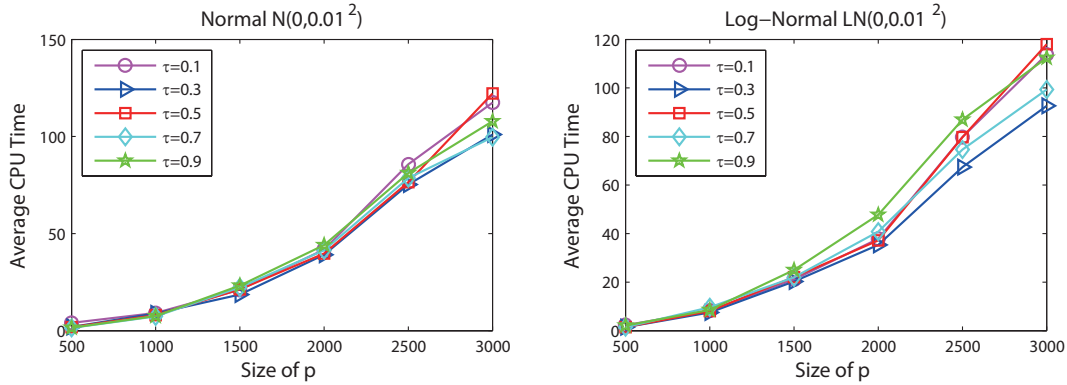 Normal N(0,0.01 ²)
150
100
50
0
Average CPU Time
τ=0.1
τ=0.3
τ=0.5
τ=0.7
τ=0.9
500 1000 1500 2000 2500 3000
Size of p
Log−Normal LN(0,0.01 ²)
120
100
80
60
40
20
0
Average CPU Time
τ=0.1
τ=0.3
τ=0.5
τ=0.7
τ=0.9
500 1000 1500 2000 2500 3000
Size of p